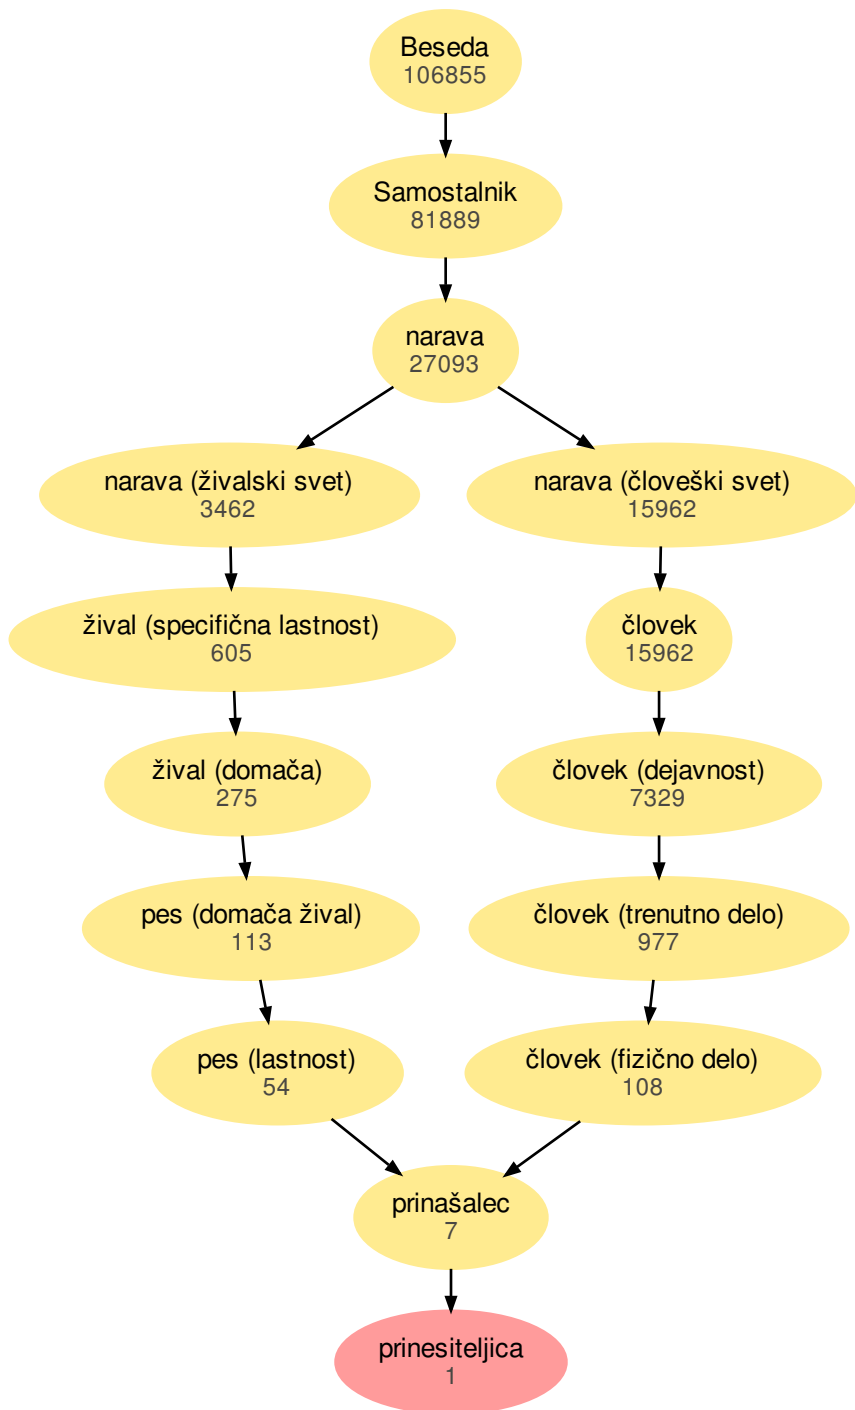 Beseda
106855
Samostalnik
81889
narava
27093
narava (živalski svet)
3462
narava (človeški svet)
15962
žival (specifična lastnost)
605
človek
15962
žival (domača)
275
človek (dejavnost)
7329
pes (domača žival)
113
človek (trenutno delo)
977
pes (lastnost)
54
človek (fizično delo)
108
prinašalec
7
prinesiteljica
1